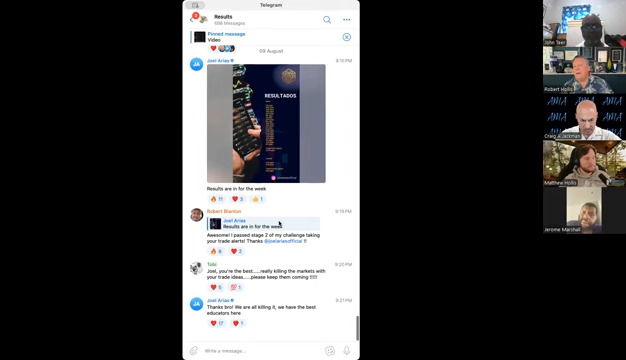 Telegram
Results
698 Messages
Pinned message
Video
09 August
Joel Arias
9:10 PM
RESULTADOS
Results are in for the week
🔥 11 ❤️ 3 👍 1
Robert Blanton
9:19 PM
Joel Arias
Results are in for the week
Awesome! I passed stage 2 of my challenge taking
your trade alerts! Thanks @joelariasofficial !!
🔥 6 ❤️ 2
Tobi
9:20 PM
Joel, you're the best......really killing the markets with
your trade ideas......please keep them coming !!!!!
❤️ 5 💯 1
JA
Joel Arias
9:21 PM
Thanks bro! We are all killing it, we have the best
educators here
❤️ 17 ❤️ 1
Write a message...
John Teer
Robert Hollis
Craig A Jackman
Matthew Hollis
Jerome Marshall